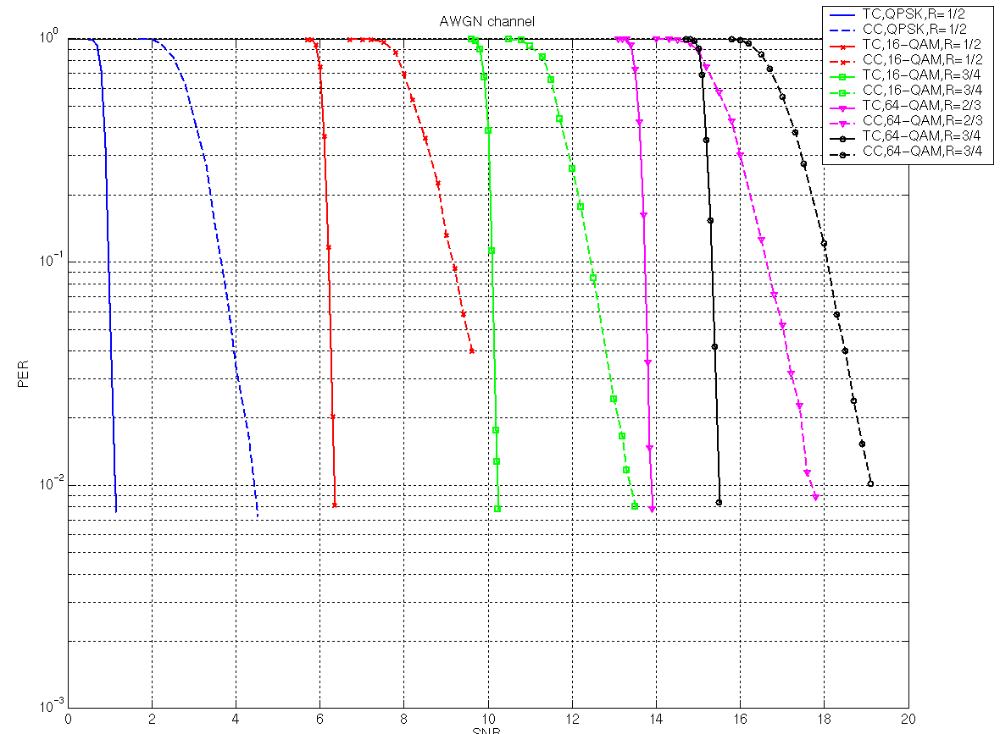 AWGN channel
TC,QPSK,R=1/2
CC,QPSK,R=1/2
TC,16-QAM,R=1/2
CC,16-QAM,R=1/2
TC,16-QAM,R=3/4
CC,16-QAM,R=3/4
TC,64-QAM,R=2/3
CC,64-QAM,R=2/3
TC,64-QAM,R=3/4
CC,64-QAM,R=3/4
10^0
10^-1
PER
10^-2
10^-3
0 2 4 6 8 10 12 14 16 18 20
SNR